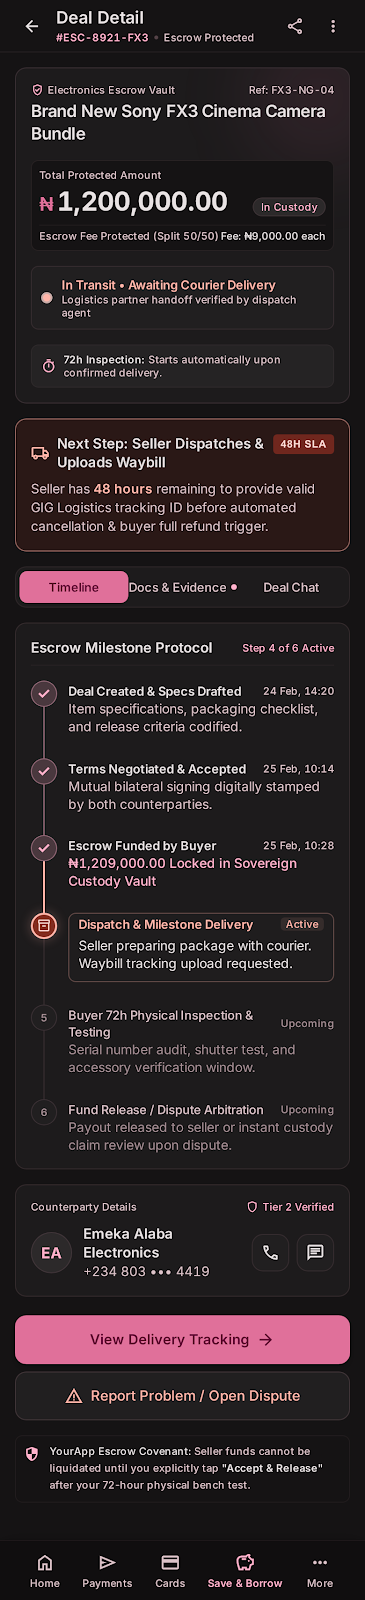 Deal Detail
#ESC-8921-FX3 • Escrow Protected
Electronics Escrow Vault Ref: FX3-NG-04
Brand New Sony FX3 Cinema Camera
Bundle
Total Protected Amount
₦ 1,200,000.00 In Custody
Escrow Fee Protected (Split 50/50) Fee: ₦9,000.00 each
In Transit • Awaiting Courier Delivery
Logistics partner handoff verified by dispatch
agent
72h Inspection: Starts automatically upon
confirmed delivery.
Next Step: Seller Dispatches & 48H SLA
Uploads Waybill
Seller has 48 hours remaining to provide valid
GIG Logistics tracking ID before automated
cancellation & buyer full refund trigger.
Timeline Docs & Evidence • Deal Chat
Escrow Milestone Protocol Step 4 of 6 Active
Deal Created & Specs Drafted 24 Feb, 14:20
Item specifications, packaging checklist,
and release criteria codified.
Terms Negotiated & Accepted 25 Feb, 10:14
Mutual bilateral signing digitally stamped
by both counterparties.
Escrow Funded by Buyer 25 Feb, 10:28
₦1,209,000.00 Locked in Sovereign
Custody Vault
Dispatch & Milestone Delivery Active
Seller preparing package with courier.
Waybill tracking upload requested.
5 Buyer 72h Physical Inspection & Upcoming
Testing
Serial number audit, shutter test, and
accessory verification window.
6 Fund Release / Dispute Arbitration Upcoming
Payout released to seller or instant custody
claim review upon dispute.
Counterparty Details Tier 2 Verified
EA Emeka Alaba
Electronics
+234 803 ••• 4419
View Delivery Tracking →
Report Problem / Open Dispute
YourApp Escrow Covenant: Seller funds cannot be
liquidated until you explicitly tap "Accept & Release"
after your 72-hour physical bench test.
Home Payments Cards Save & Borrow More